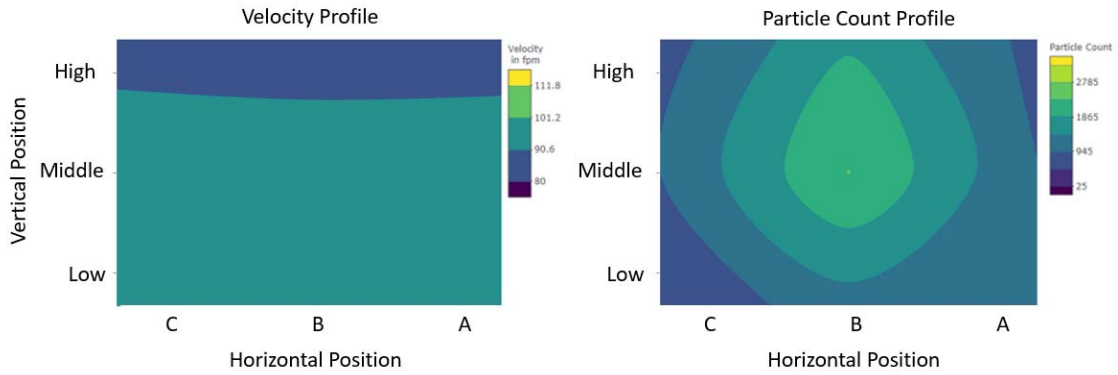 Velocity Profile
Velocity
in fpm
111.8
101.2
90.6
80
High
Middle
Low
Vertical Position
C B A
Horizontal Position
Particle Count Profile
Particle Count
2785
1865
945
25
High
Middle
Low
C B A
Horizontal Position